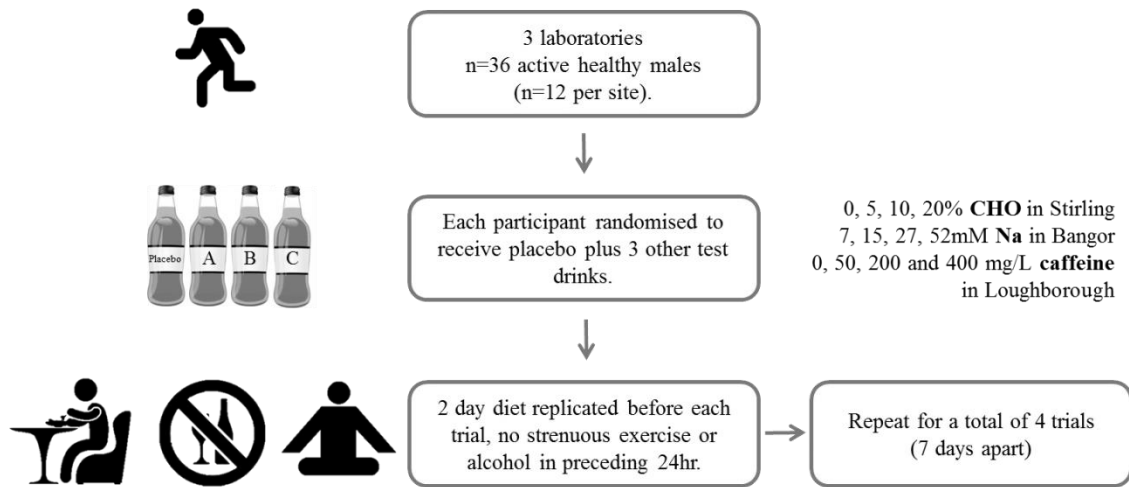 3 laboratories
n=36 active healthy males
(n=12 per site).
Placebo
A
B
C
Each participant randomised to
receive placebo plus 3 other test
drinks.
0, 5, 10, 20% CHO in Stirling
7, 15, 27, 52mM Na in Bangor
0, 50, 200 and 400 mg/L caffeine
in Loughborough
2 day diet replicated before each
trial, no strenuous exercise or
alcohol in preceding 24hr.
Repeat for a total of 4 trials
(7 days apart)